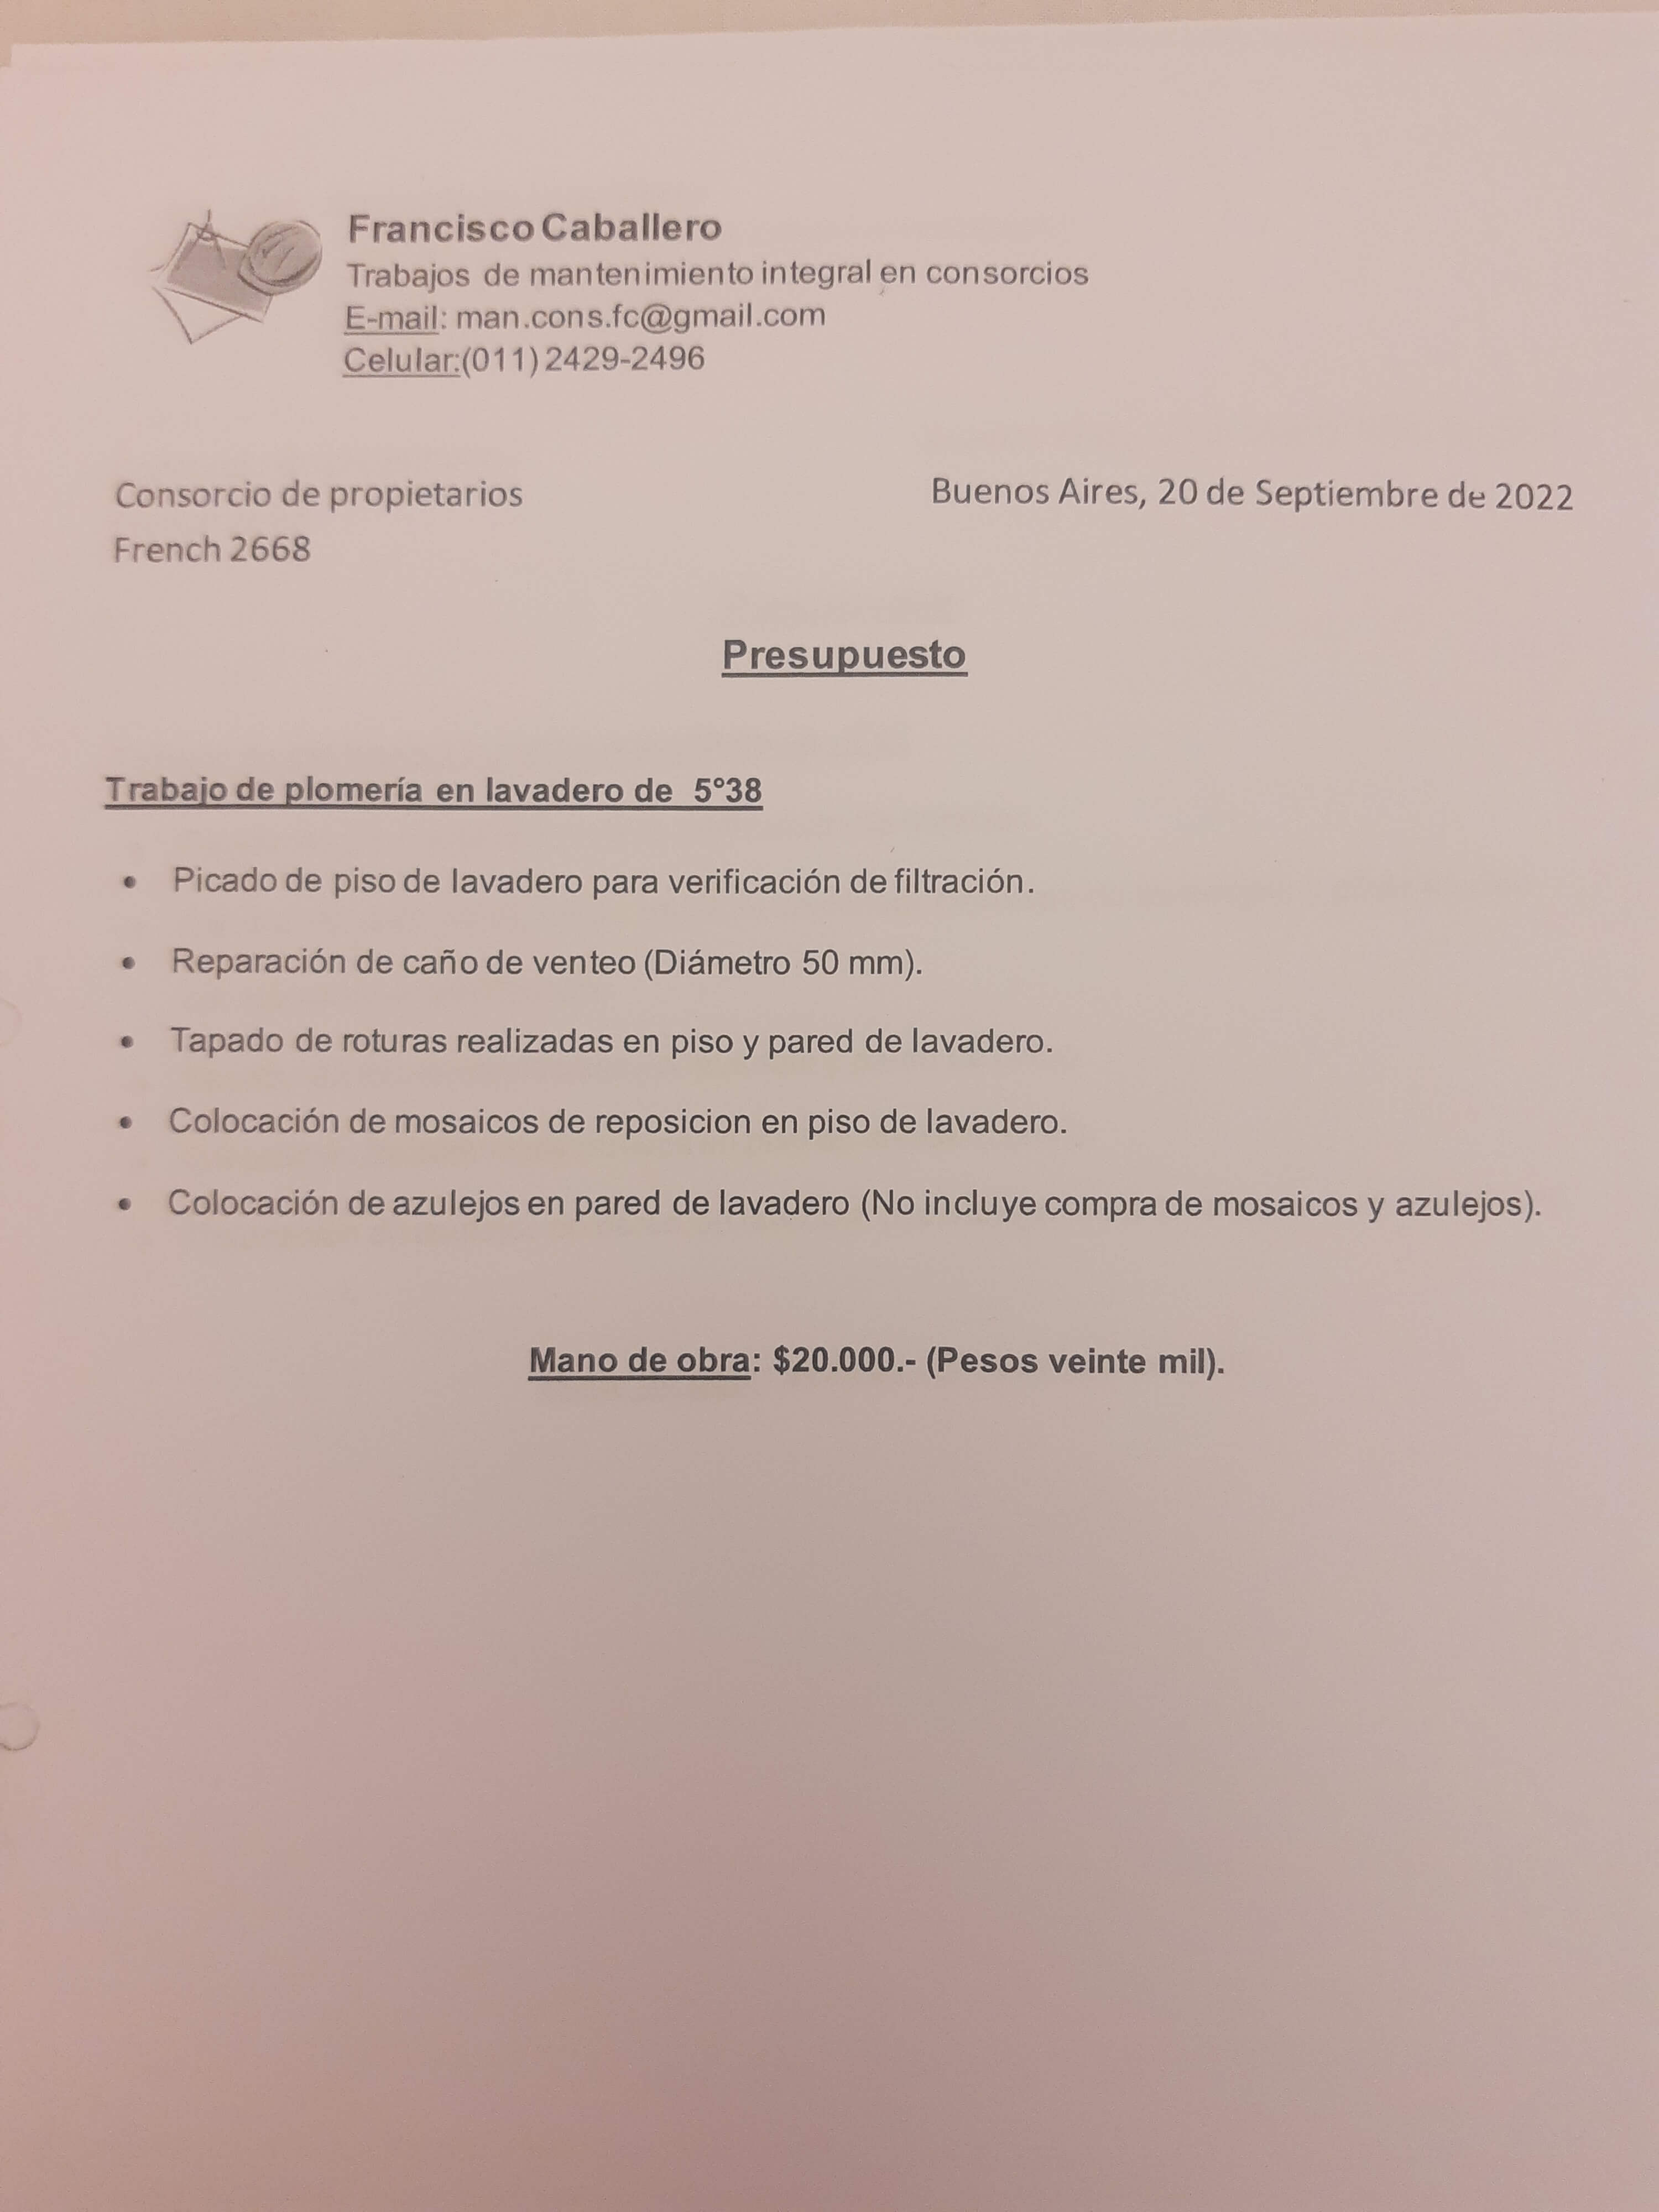 Francisco Caballero
Trabajos de mantenimiento integral en consorcios
E-mail: man.cons.fc@gmail.com
Celular:(011) 2429-2496
Consorcio de propietarios
Buenos Aires, 20 de Septiembre de 2022
French 2668
Presupuesto
Trabajo de plomería en lavadero de 5°38
• Picado de piso de lavadero para verificación de filtración.
• Reparación de caño de venteo (Diámetro 50 mm).
• Tapado de roturas realizadas en piso y pared de lavadero.
• Colocación de mosaicos de reposicion en piso de lavadero.
• Colocación de azulejos en pared de lavadero (No incluye compra de mosaicos y azulejos).
Mano de obra: $20.000.- (Pesos veinte mil).